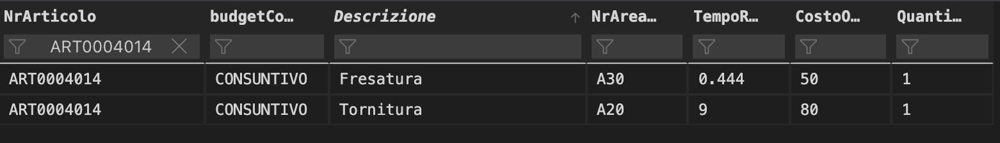 NrArticolo budgetCo… Descrizione ↑ NrArea… TempoR… CostoO… Quanti…
ART0004014
ART0004014 CONSUNTIVO Fresatura A30 0.444 50 1
ART0004014 CONSUNTIVO Tornitura A20 9 80 1